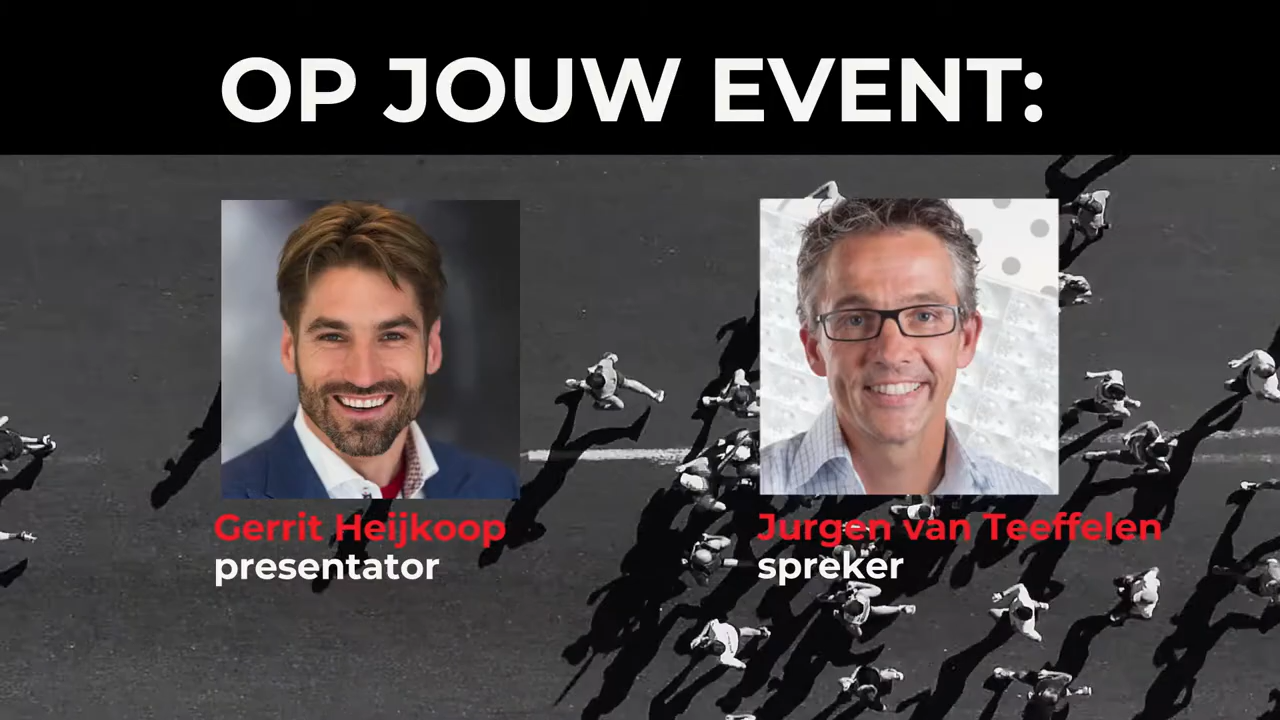 OP JOUW EVENT:
Gerrit Heijkoop
presentator
Jurgen van Teeffelen
spreker